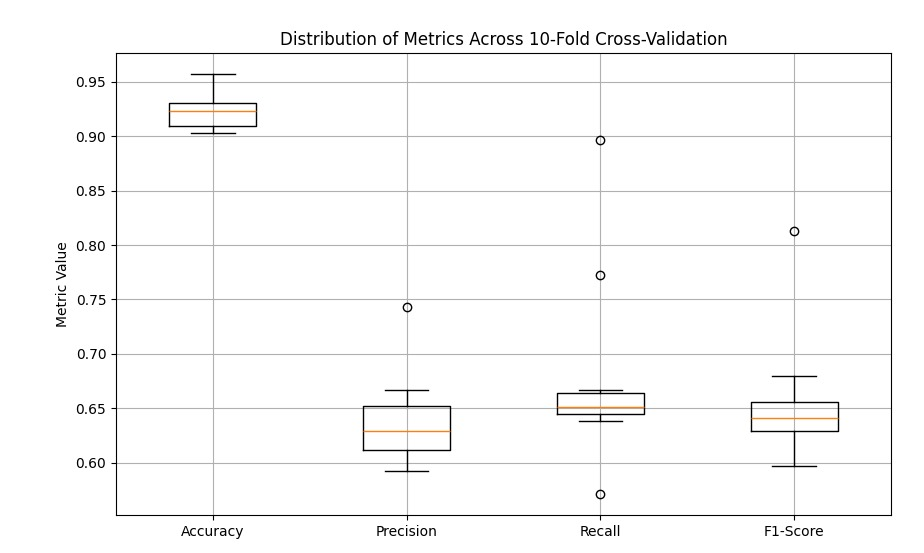 Distribution of Metrics Across 10-Fold Cross-Validation
0.95
0.90
0.85
0.80
0.75
0.70
0.65
0.60
Metric Value
Accuracy Precision Recall F1-Score